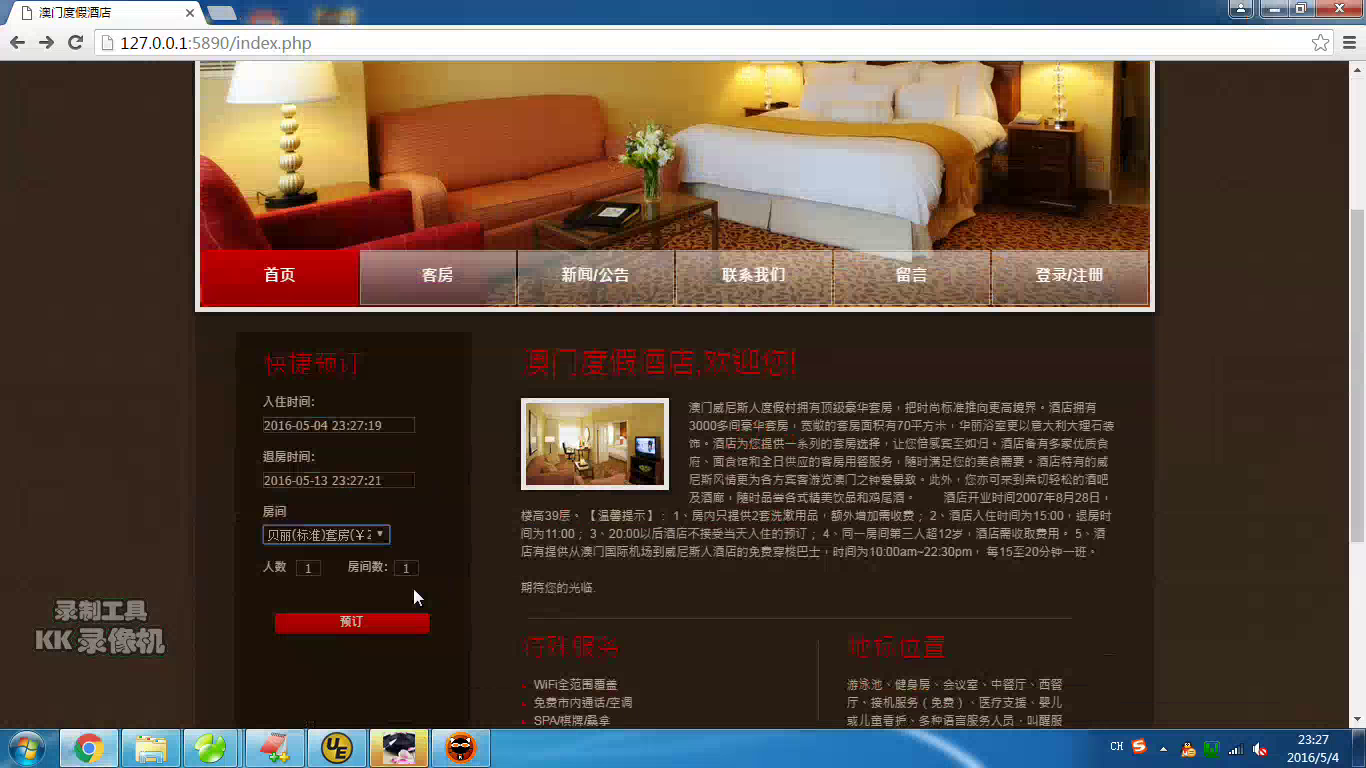 澳门度假酒店
127.0.0.1:5890/index.php
首页
客房
新闻/公告
联系我们
留言
登录/注册
快捷预订
入住时间:
2016-05-04 23:27:19
退房时间:
2016-05-13 23:27:21
房间
贝丽(标准)套房(￥2
人数 1 房间数: 1
预订
澳门度假酒店,欢迎您!
澳门威尼斯人度假村拥有顶级豪华套房，把时尚标准推向更高境界。酒店拥有
3000多间豪华套房，宽敞的套房面积有70平方米，华丽浴室更以意大利大理石装
饰。酒店为您提供一系列的套房选择，让您倍感宾至如归。酒店备有多家优质食
府、面食馆和全日供应的客房用餐服务，随时满足您的美食需要。酒店特有的威
尼斯风情更为各方宾客游览澳门之钟爱景致。此外，您亦可来到亲切轻松的酒吧
及酒廊，随时品尝各式精美饮品和鸡尾酒。 酒店开业时间2007年8月28日，
楼高39层。【温馨提示】： 1、房内只提供2套洗漱用品，额外增加需收费； 2、酒店入住时间为15:00，退房时
间为11:00； 3、20:00以后酒店不接受当天入住的预订； 4、同一房间第三人超12岁，酒店需收取费用。 5、酒
店有提供从澳门国际机场到威尼斯人酒店的免费穿梭巴士，时间为10:00am~22:30pm， 每15至20分钟一班。
期待您的光临.
特殊服务
WiFi全范围覆盖
免费市内通话/空调
SPA/棋牌/桑拿
地标位置
游泳池、健身房、会议室、中餐厅、西餐
厅、接机服务（免费）、医疗支援、婴儿
或儿童看护、多种语言服务人员、叫醒服
录制工具
KK 录像机
UE
CH
23:27
2016/5/4